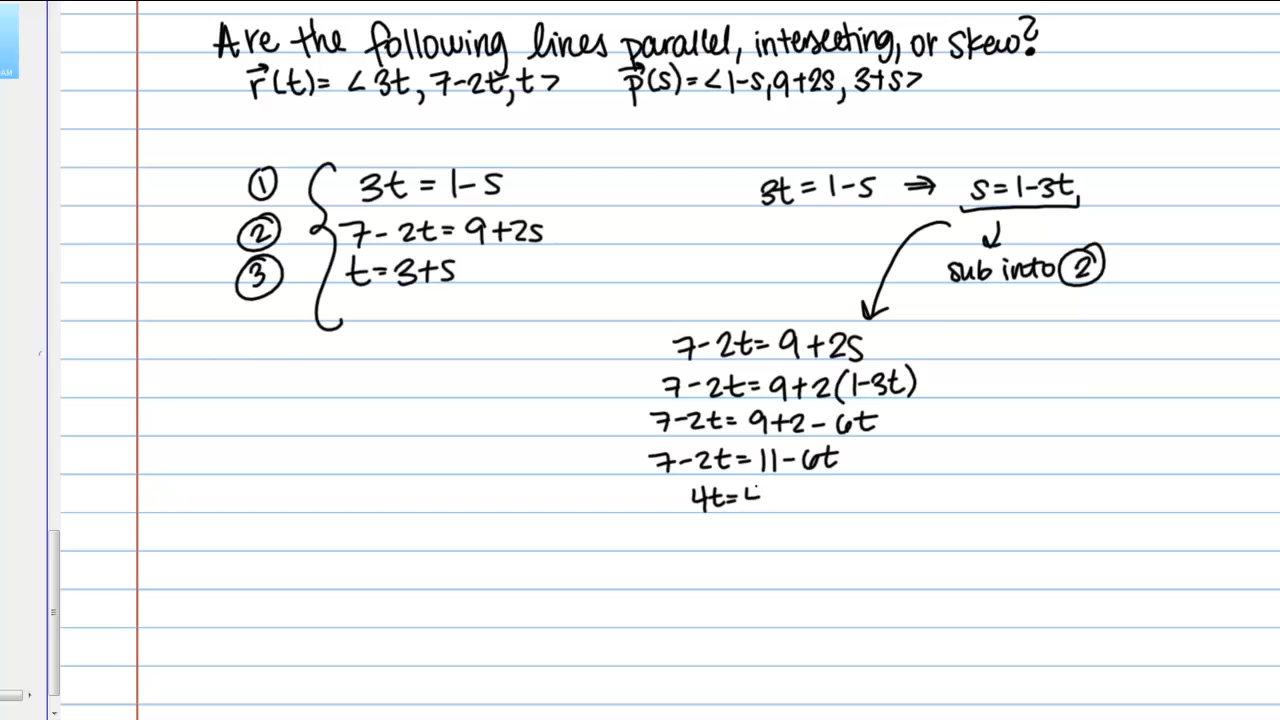 Are the following lines parallel, intersecting, or skew?
r(t)= <3t, 7-2t, t> p(s)=<1-s, 9+2s, 3+s>
① 3t = 1-s
② 7-2t = 9+2s
③ t = 3+s
3t = 1-s ⇒ s = 1-3t
sub into ②
7-2t = 9+2s
7-2t = 9+2(1-3t)
7-2t = 9+2-6t
7-2t = 11-6t
4t =
AM